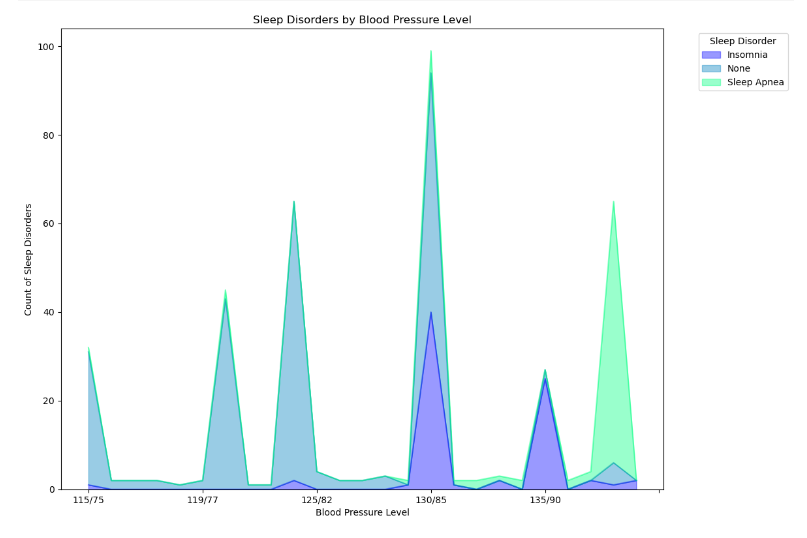 Sleep Disorders by Blood Pressure Level
Sleep Disorder
Insomnia
None
Sleep Apnea
100
80
60
40
20
0
Count of Sleep Disorders
115/75 119/77 125/82 130/85 135/90
Blood Pressure Level